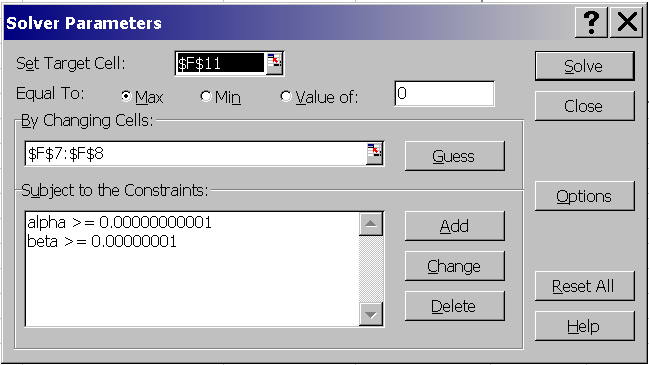 Solver Parameters
Set Target Cell: $F$11 Solve
Equal To: Max Min Value of: 0 Close
By Changing Cells:
$F$7:$F$8 Guess
Subject to the Constraints: Options
alpha >= 0.00000000001 Add
beta >= 0.00000001
Change
Reset All
Delete
Help